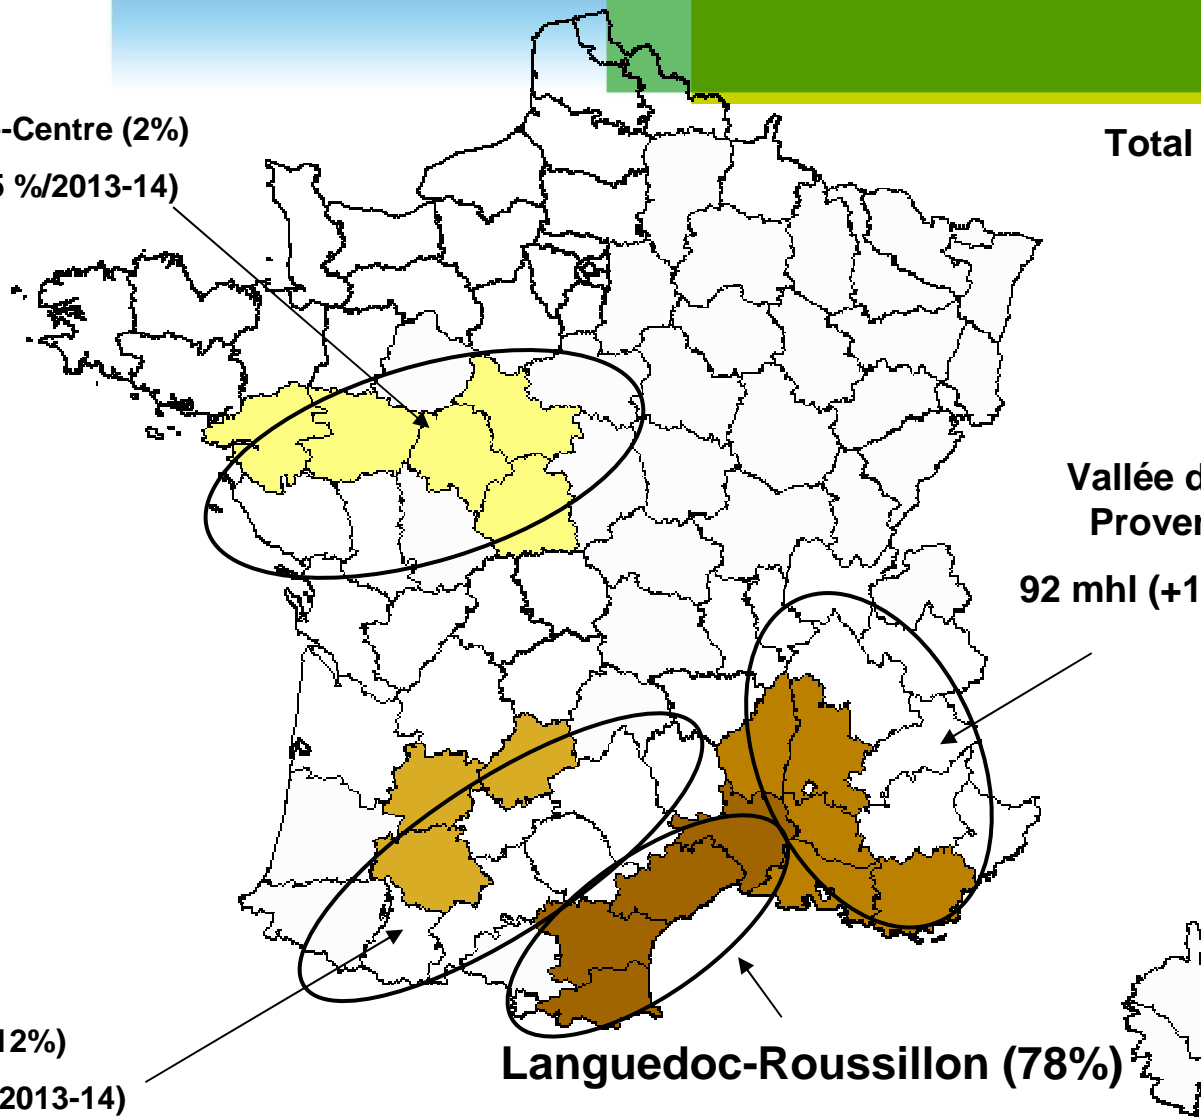 -Centre (2%)
5 %/2013-14)
Total
Vallée d
Prover
92 mhl (+1
12%)
2013-14)
Languedoc-Roussillon (78%)